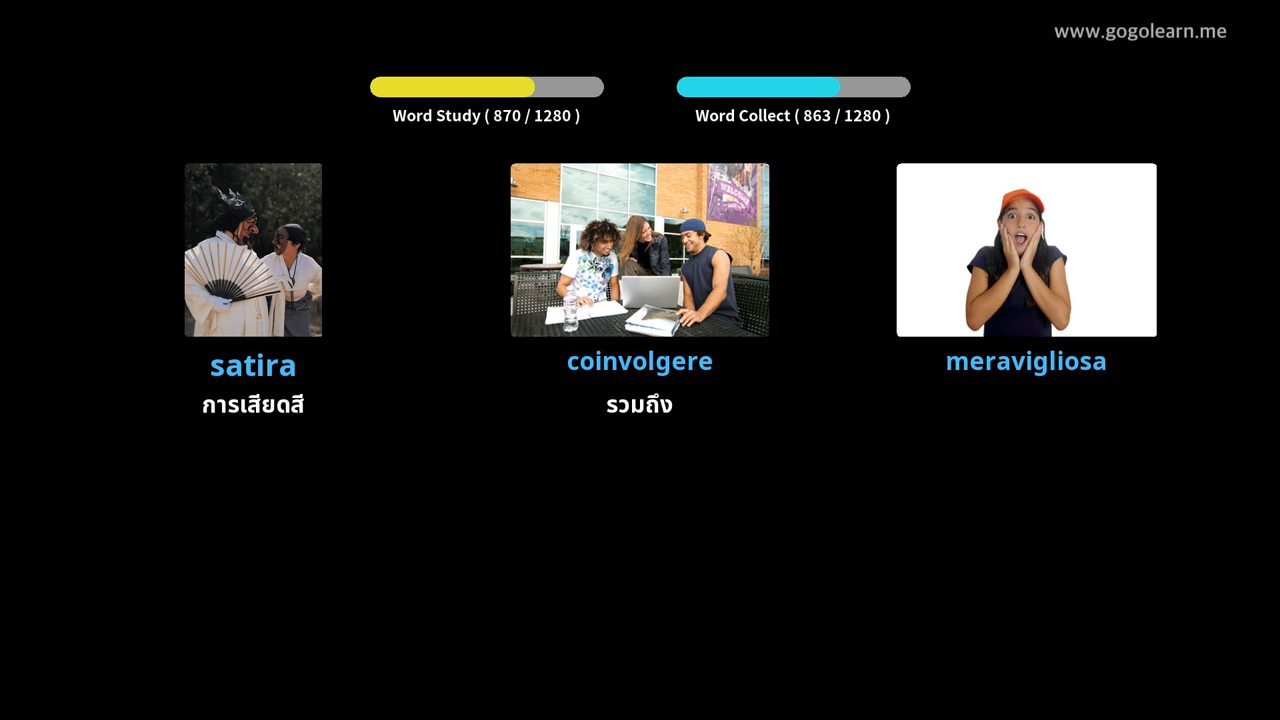 www.gogolearn.me
Word Study ( 870 / 1280 )
Word Collect ( 863 / 1280 )
WELCOME
satira
coinvolgere
meravigliosa
การเสียดสี
รวมถึง